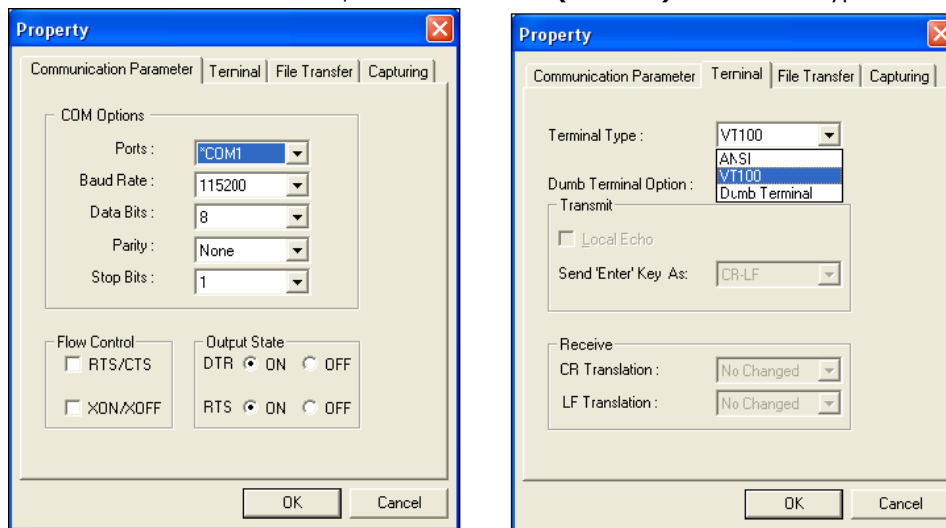 Property
Communication Parameter Terminal File Transfer Capturing
COM Options
Ports : *COM1
Baud Rate : 115200
Data Bits : 8
Parity : None
Stop Bits : 1
Flow Control
RTS/CTS
XON/XOFF
Output State
DTR ON OFF
RTS ON OFF
OK Cancel
Property
Communication Parameter Terminal File Transfer Capturing
Terminal Type : VT100
ANSI
VT100
Dumb Terminal
Dumb Terminal Option :
Transmit
Local Echo
Send 'Enter' Key As: CR-LF
Receive
CR Translation : No Changed
LF Translation : No Changed
OK Cancel